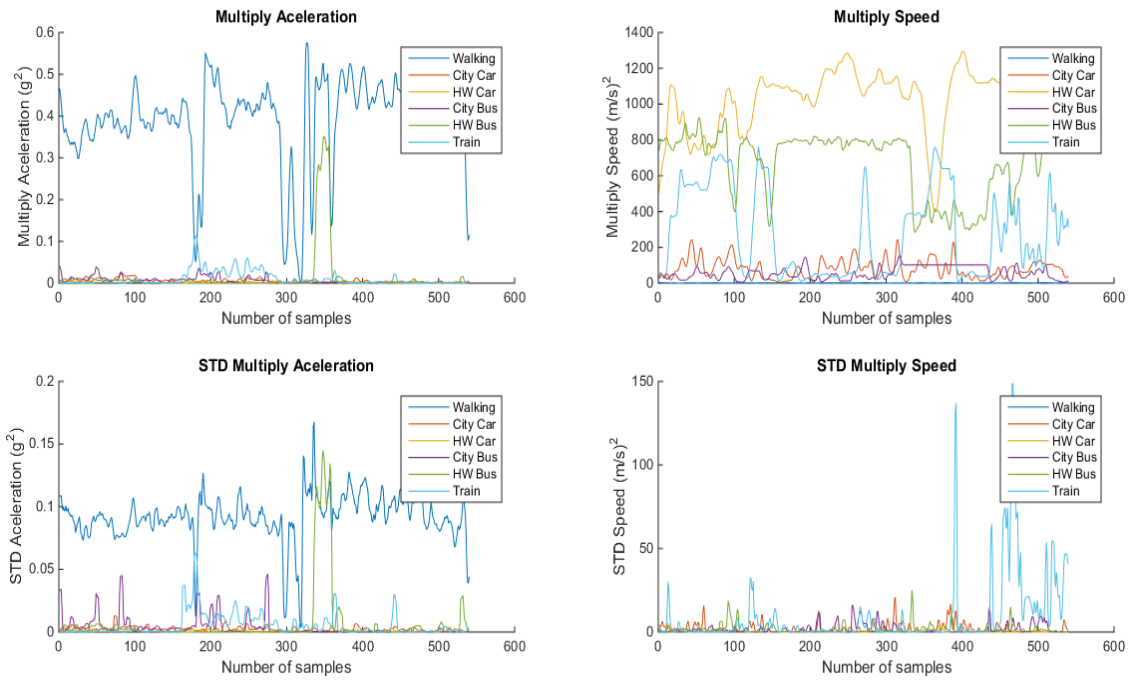 Multiply Aceleration
Multiply Aceleration (g²)
0.6
0.5
0.4
0.3
0.2
0.1
0
0
100
200
300
400
500
600
Number of samples
Walking
City Car
HW Car
City Bus
HW Bus
Train
Multiply Speed
Multiply Speed (m/s)²
1400
1200
1000
800
600
400
200
0
0
100
200
300
400
500
600
Number of samples
Walking
City Car
HW Car
City Bus
HW Bus
Train
STD Multiply Aceleration
STD Aceleration (g²)
0.2
0.15
0.1
0.05
0
0
100
200
300
400
500
600
Number of samples
Walking
City Car
HW Car
City Bus
HW Bus
Train
STD Multiply Speed
STD Speed (m/s)²
150
100
50
0
0
100
200
300
400
500
600
Number of samples
Walking
City Car
HW Car
City Bus
HW Bus
Train